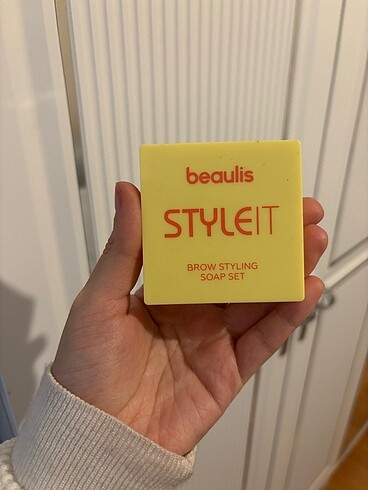 beaulis
STYLEIT
BROW STYLING
SOAP SET